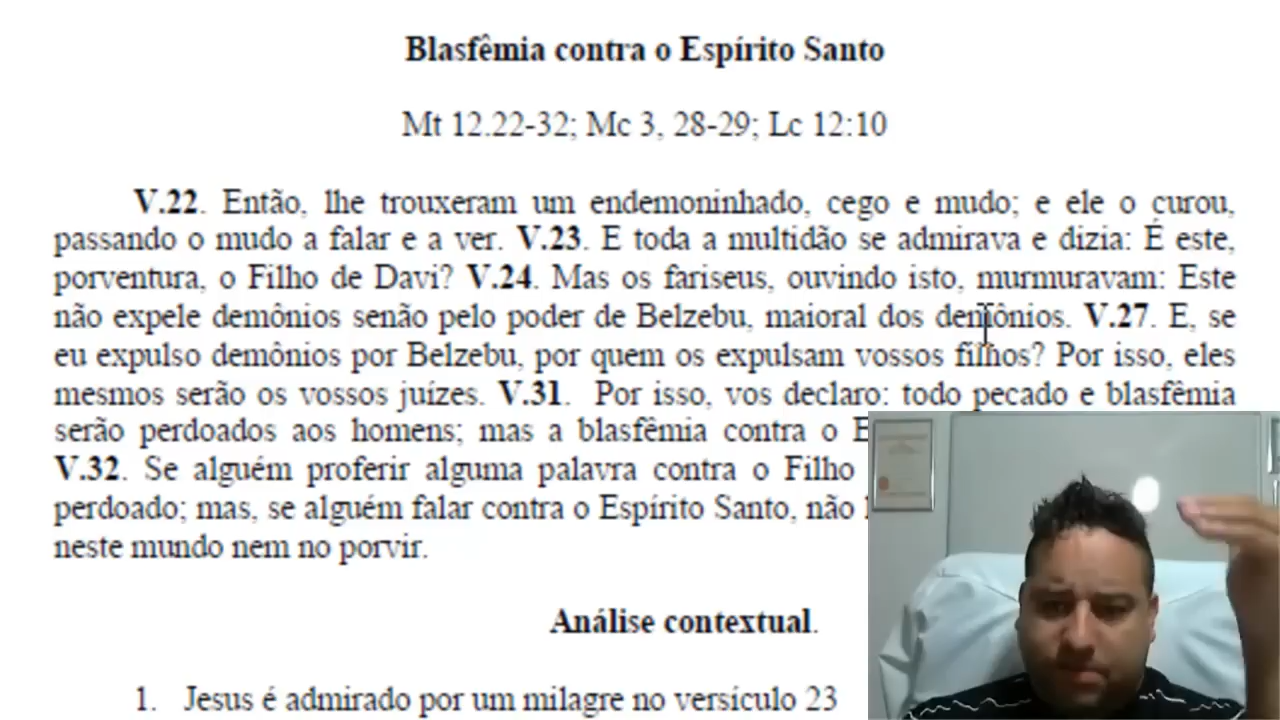 Blasfêmia contra o Espírito Santo
Mt 12.22-32; Mc 3, 28-29; Lc 12:10
V.22. Então, lhe trouxeram um endemoninhado, cego e mudo; e ele o curou,
passando o mudo a falar e a ver. V.23. E toda a multidão se admirava e dizia: É este,
porventura, o Filho de Davi? V.24. Mas os fariseus, ouvindo isto, murmuravam: Este
não expele demônios senão pelo poder de Belzebu, maioral dos demônios. V.27. E, se
eu expulso demônios por Belzebu, por quem os expulsam vossos filhos? Por isso, eles
mesmos serão os vossos juízes. V.31. Por isso, vos declaro: todo pecado e blasfêmia
serão perdoados aos homens; mas a blasfêmia contra o
V.32. Se alguém proferir alguma palavra contra o Filho
perdoado; mas, se alguém falar contra o Espírito Santo, não
neste mundo nem no porvir.
Análise contextual.
1. Jesus é admirado por um milagre no versículo 23